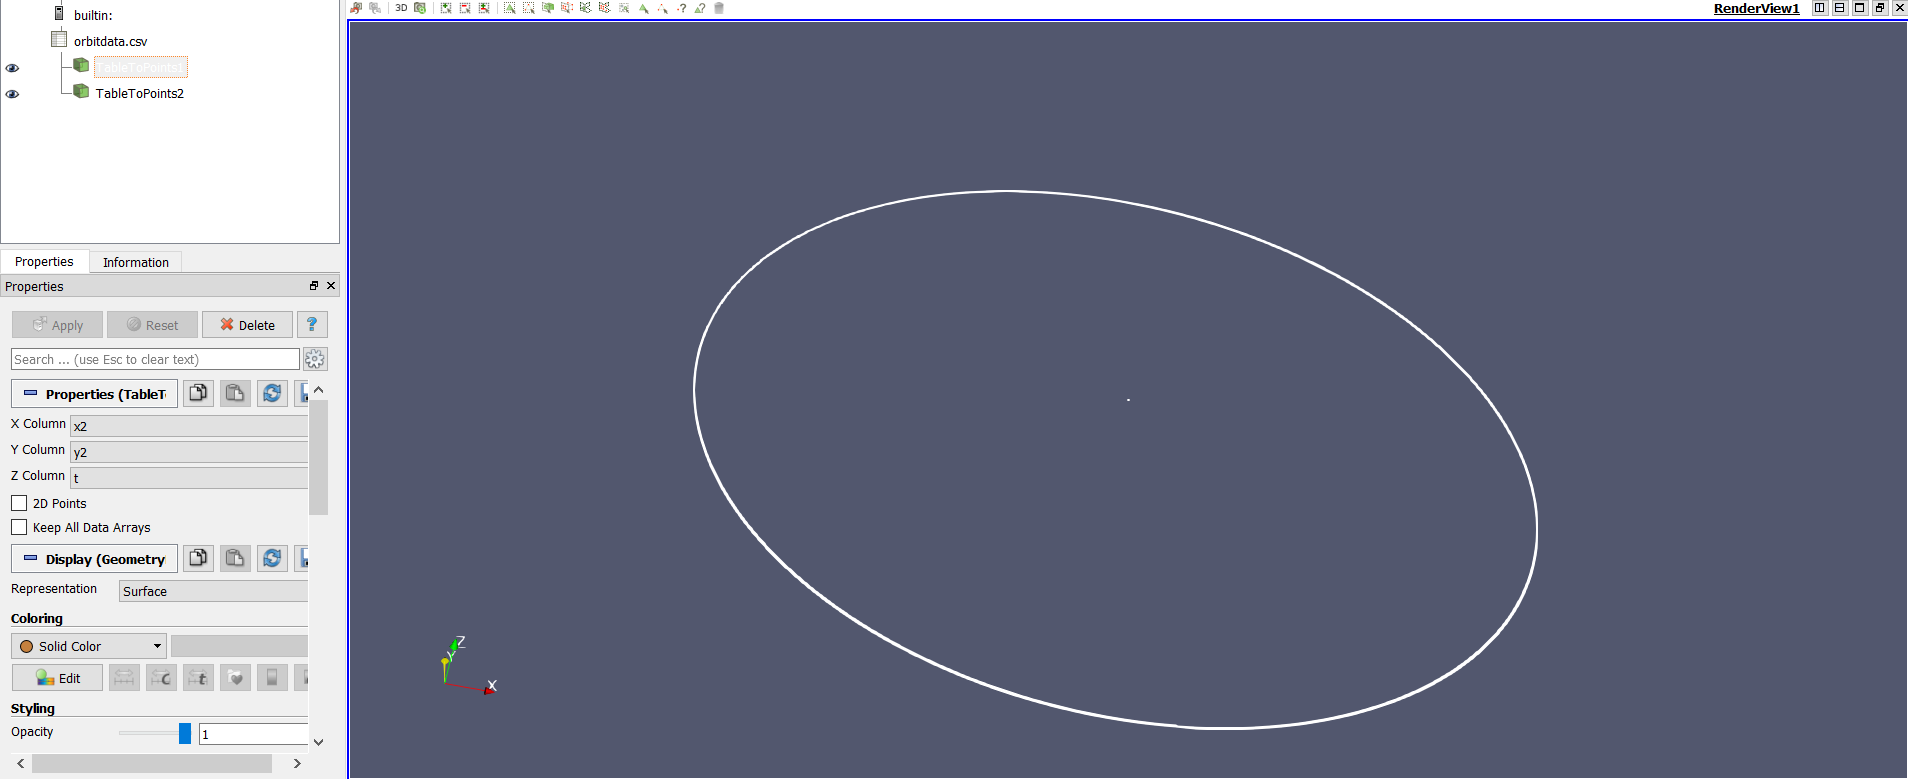 builtin:
orbitdata.csv
TableToPoints1
TableToPoints2
3D
RenderView1
Properties
Information
Properties
Apply
Reset
Delete
?
Search ... (use Esc to clear text)
Properties (TableT
X Column
x2
Y Column
y2
Z Column
t
2D Points
Keep All Data Arrays
Display (Geometry
Representation
Surface
Coloring
Solid Color
Edit
Styling
Opacity
1
Z
Y
X